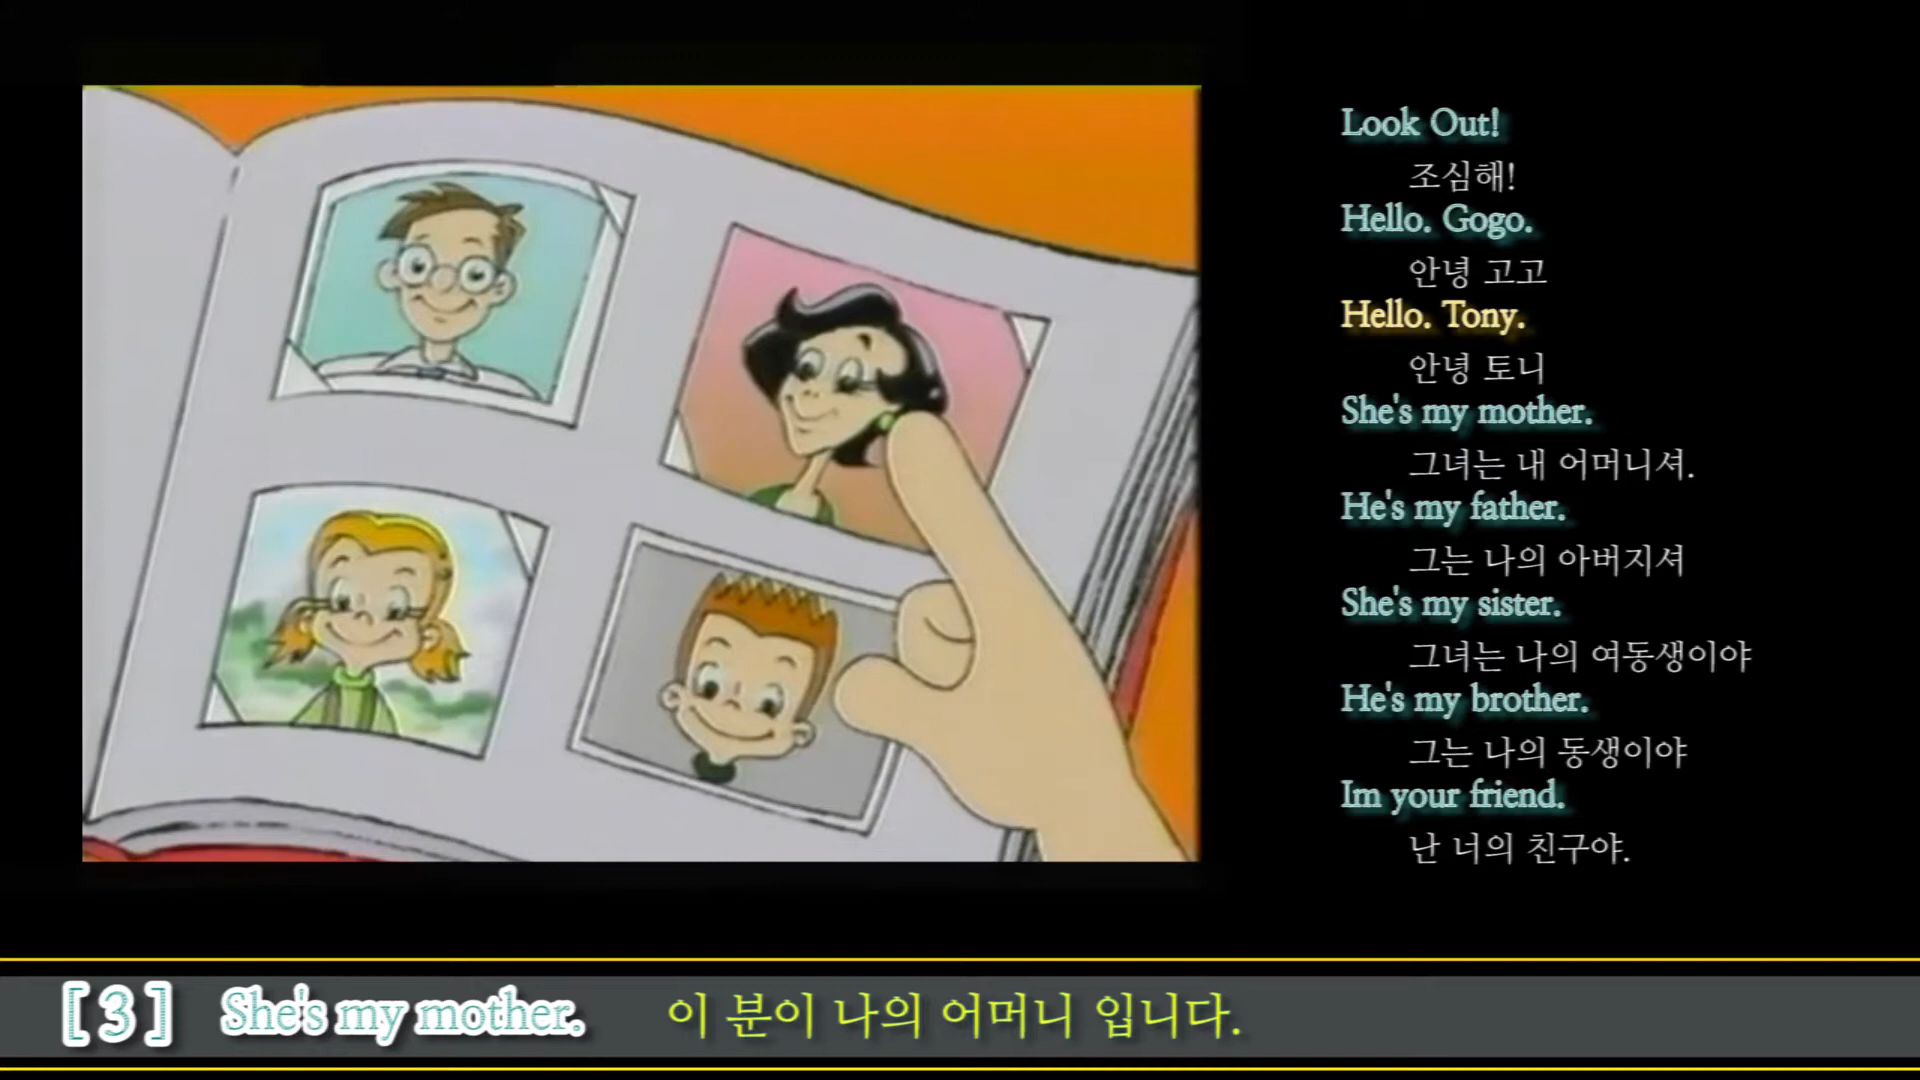 Look Out!
조심해!
Hello. Gogo.
안녕 고고
Hello. Tony.
안녕 토니
She's my mother.
그녀는 내 어머니셔.
He's my father.
그는 나의 아버지셔
She's my sister.
그녀는 나의 여동생이야
He's my brother.
그는 나의 동생이야
Im your friend.
난 너의 친구야.
[3] She's my mother. 이 분이 나의 어머니 입니다.